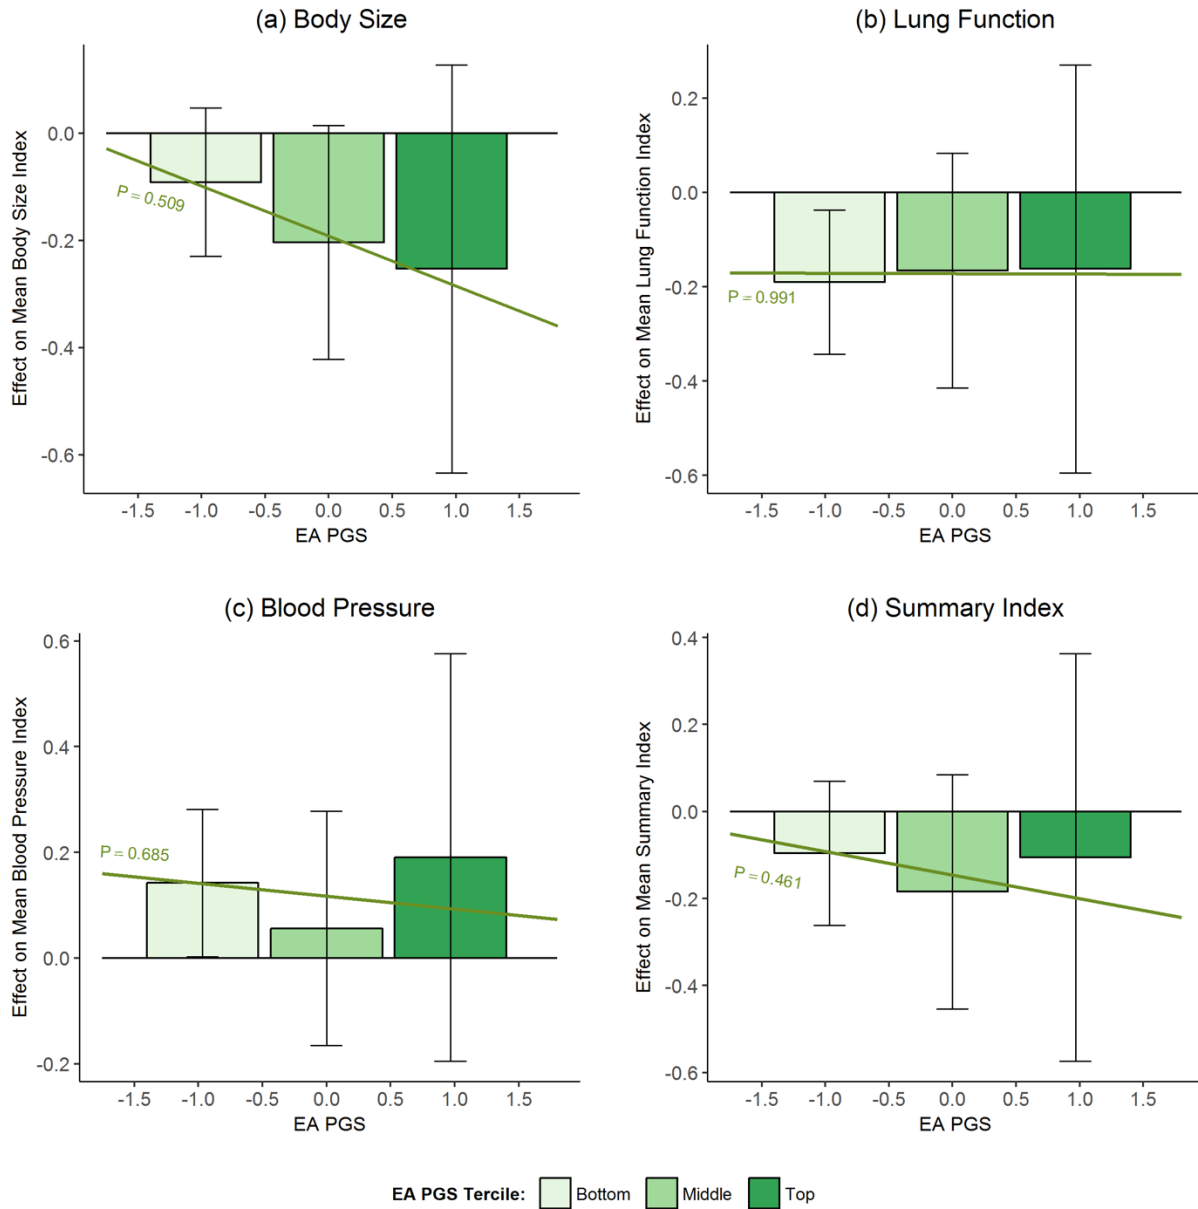 (a) Body Size
Effect on Mean Body Size Index
0.0
-0.2
-0.4
-0.6
P = 0.509
-1.5 -1.0 -0.5 0.0 0.5 1.0 1.5
EA PGS
(b) Lung Function
Effect on Mean Lung Function Index
0.2
0.0
-0.2
-0.4
-0.6
P = 0.991
-1.5 -1.0 -0.5 0.0 0.5 1.0 1.5
EA PGS
(c) Blood Pressure
Effect on Mean Blood Pressure Index
0.6
0.4
0.2
0.0
-0.2
P = 0.685
-1.5 -1.0 -0.5 0.0 0.5 1.0 1.5
EA PGS
(d) Summary Index
Effect on Mean Summary Index
0.4
0.2
0.0
-0.2
-0.4
-0.6
P = 0.461
-1.5 -1.0 -0.5 0.0 0.5 1.0 1.5
EA PGS
EA PGS Tercile: Bottom Middle Top